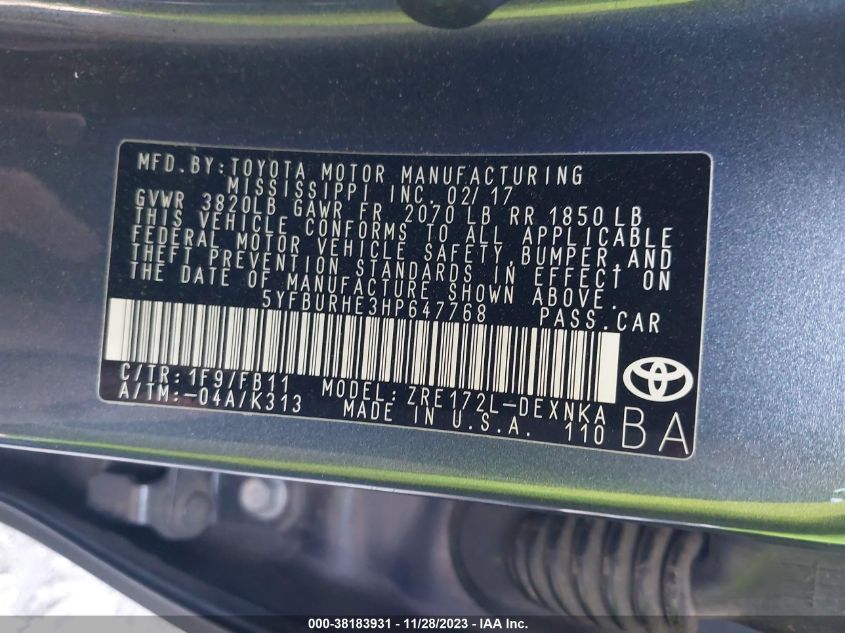 MFD.BY:TOYOTA MOTOR MANUFACTURING
MISSISSIPPI INC. 02/17
GVWR 3820LB GAWR FR 2070 LB RR 1850 LB
THIS VEHICLE CONFORMS TO ALL APPLICABLE
FEDERAL MOTOR VEHICLE SAFETY,BUMPER,AND
THEFT PREVENTION STANDARDS IN EFFECT ON
THE DATE OF MANUFACTURE SHOWN ABOVE.
5YFBURHE3HP647768 PASS.CAR
C/TR:1F9/FB11 MODEL:ZRE172L-DEXNKA
A/TM:-04A/K313 MADE IN U.S.A. 110 BA
000-38183931 - 11/28/2023 - IAA Inc.